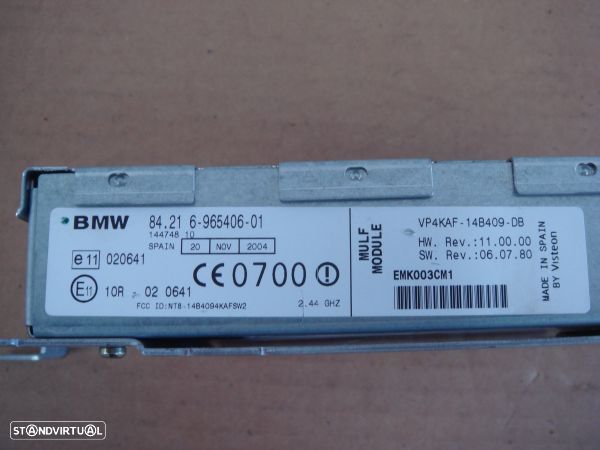 BMW 84.21 6-965406-01
144748 10
SPAIN 20 NOV 2004
e11 020641
CE0700
E11 10R - 02 0641
FCC ID:NT8-14B4094KAFSW2 2.44 GHZ
MULF MODULE
VP4KAF-14B409-DB
HW. Rev.:11.00.00
SW. Rev.:06.07.80
EMK003CM1
MADE IN SPAIN
BY Visteon
STANDVIRTUAL